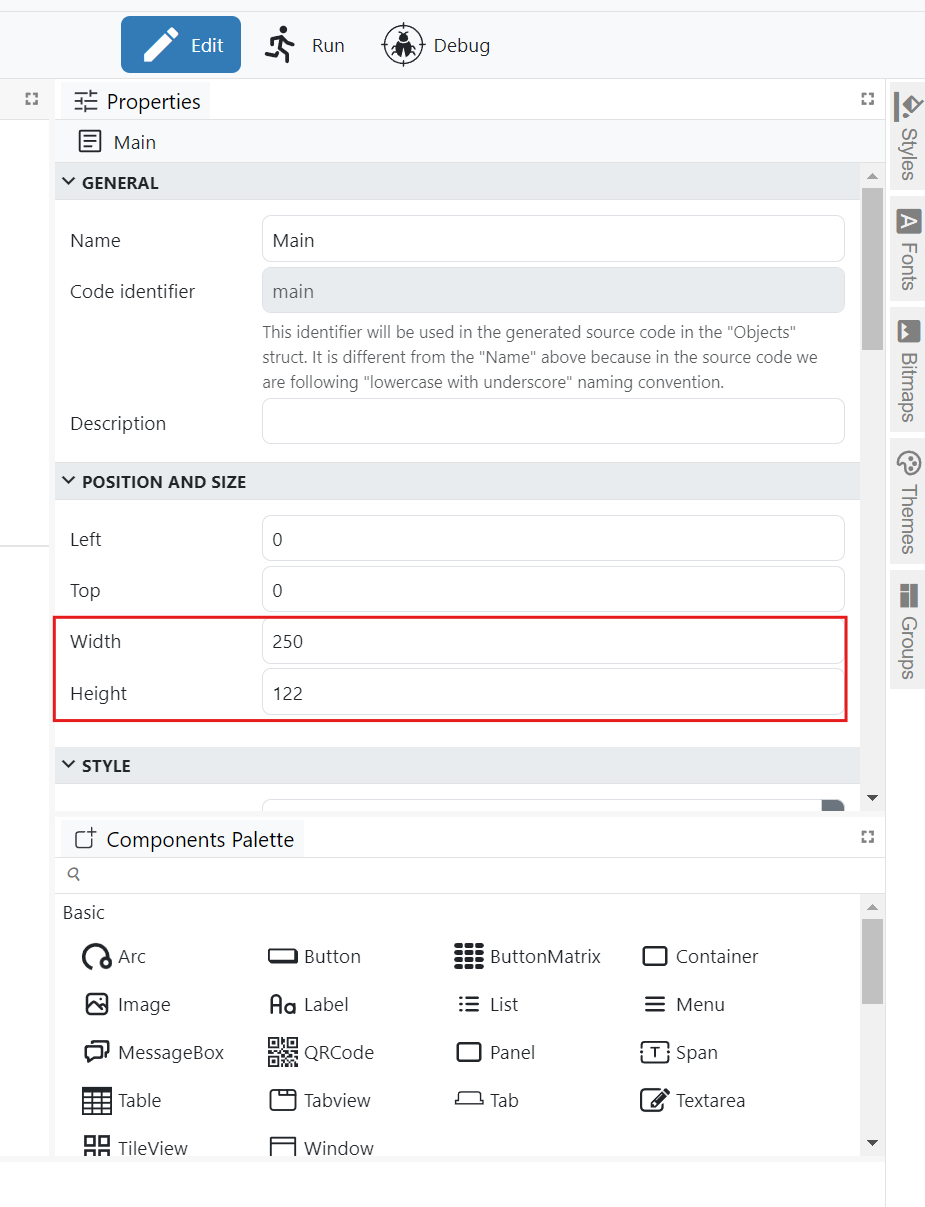 Edit Run Debug
Properties
Main
GENERAL
Name Main
Code identifier main
This identifier will be used in the generated source code in the "Objects"
struct. It is different from the "Name" above because in the source code we
are following "lowercase with underscore" naming convention.
Description
POSITION AND SIZE
Left 0
Top 0
Width 250
Height 122
STYLE
Components Palette
Basic
Arc Button ButtonMatrix Container
Image Label List Menu
MessageBox QRCode Panel Span
Table Tabview Tab Textarea
TileView Window
Styles
Fonts
Bitmaps
Themes
Groups